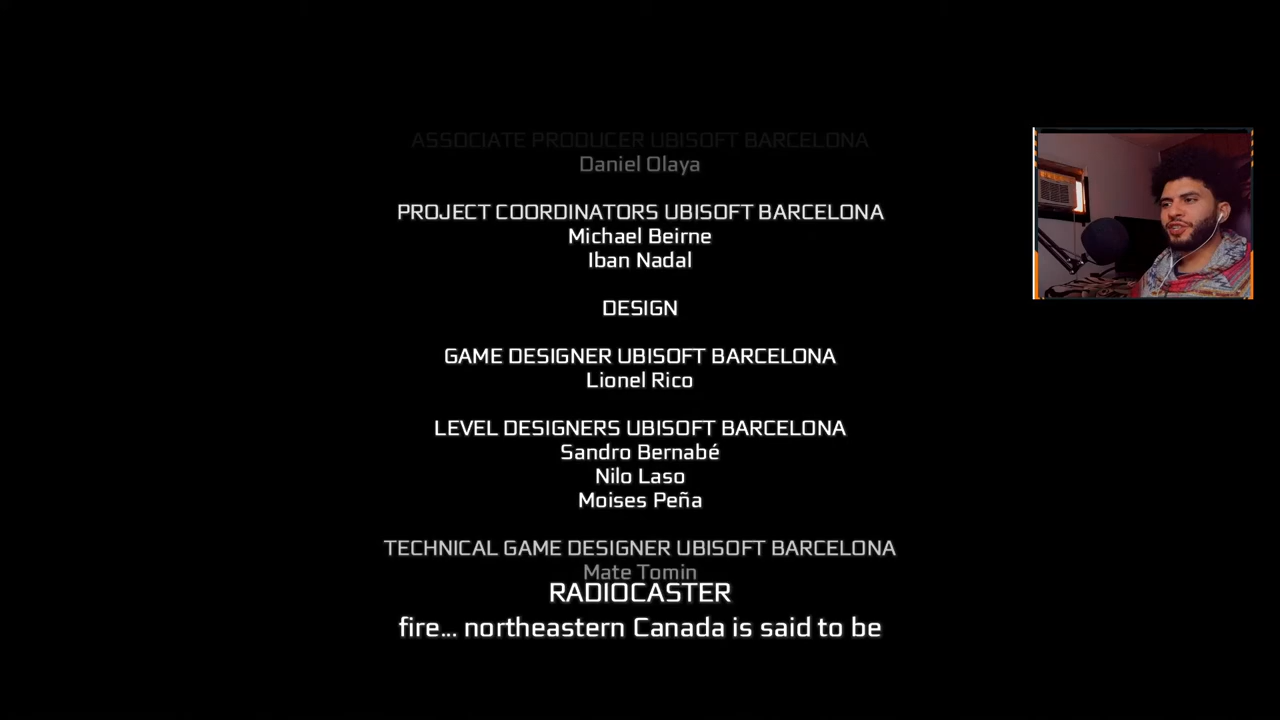 ASSOCIATE PRODUCER UBISOFT BARCELONA
Daniel Olaya
PROJECT COORDINATORS UBISOFT BARCELONA
Michael Beirne
Iban Nadal
DESIGN
GAME DESIGNER UBISOFT BARCELONA
Lionel Rico
LEVEL DESIGNERS UBISOFT BARCELONA
Sandro Bernabé
Nilo Laso
Moises Peña
TECHNICAL GAME DESIGNER UBISOFT BARCELONA
Mate Tomin
RADIOCASTER
fire... northeastern Canada is said to be